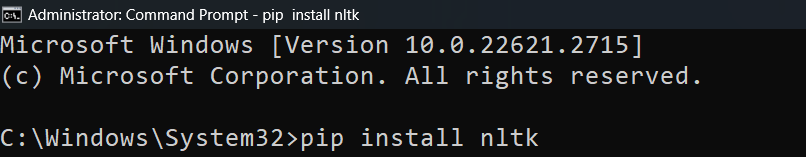 Administrator: Command Prompt - pip  install nltk
Microsoft Windows [Version 10.0.22621.2715]
(c) Microsoft Corporation. All rights reserved.
C:\Windows\System32>pip install nltk